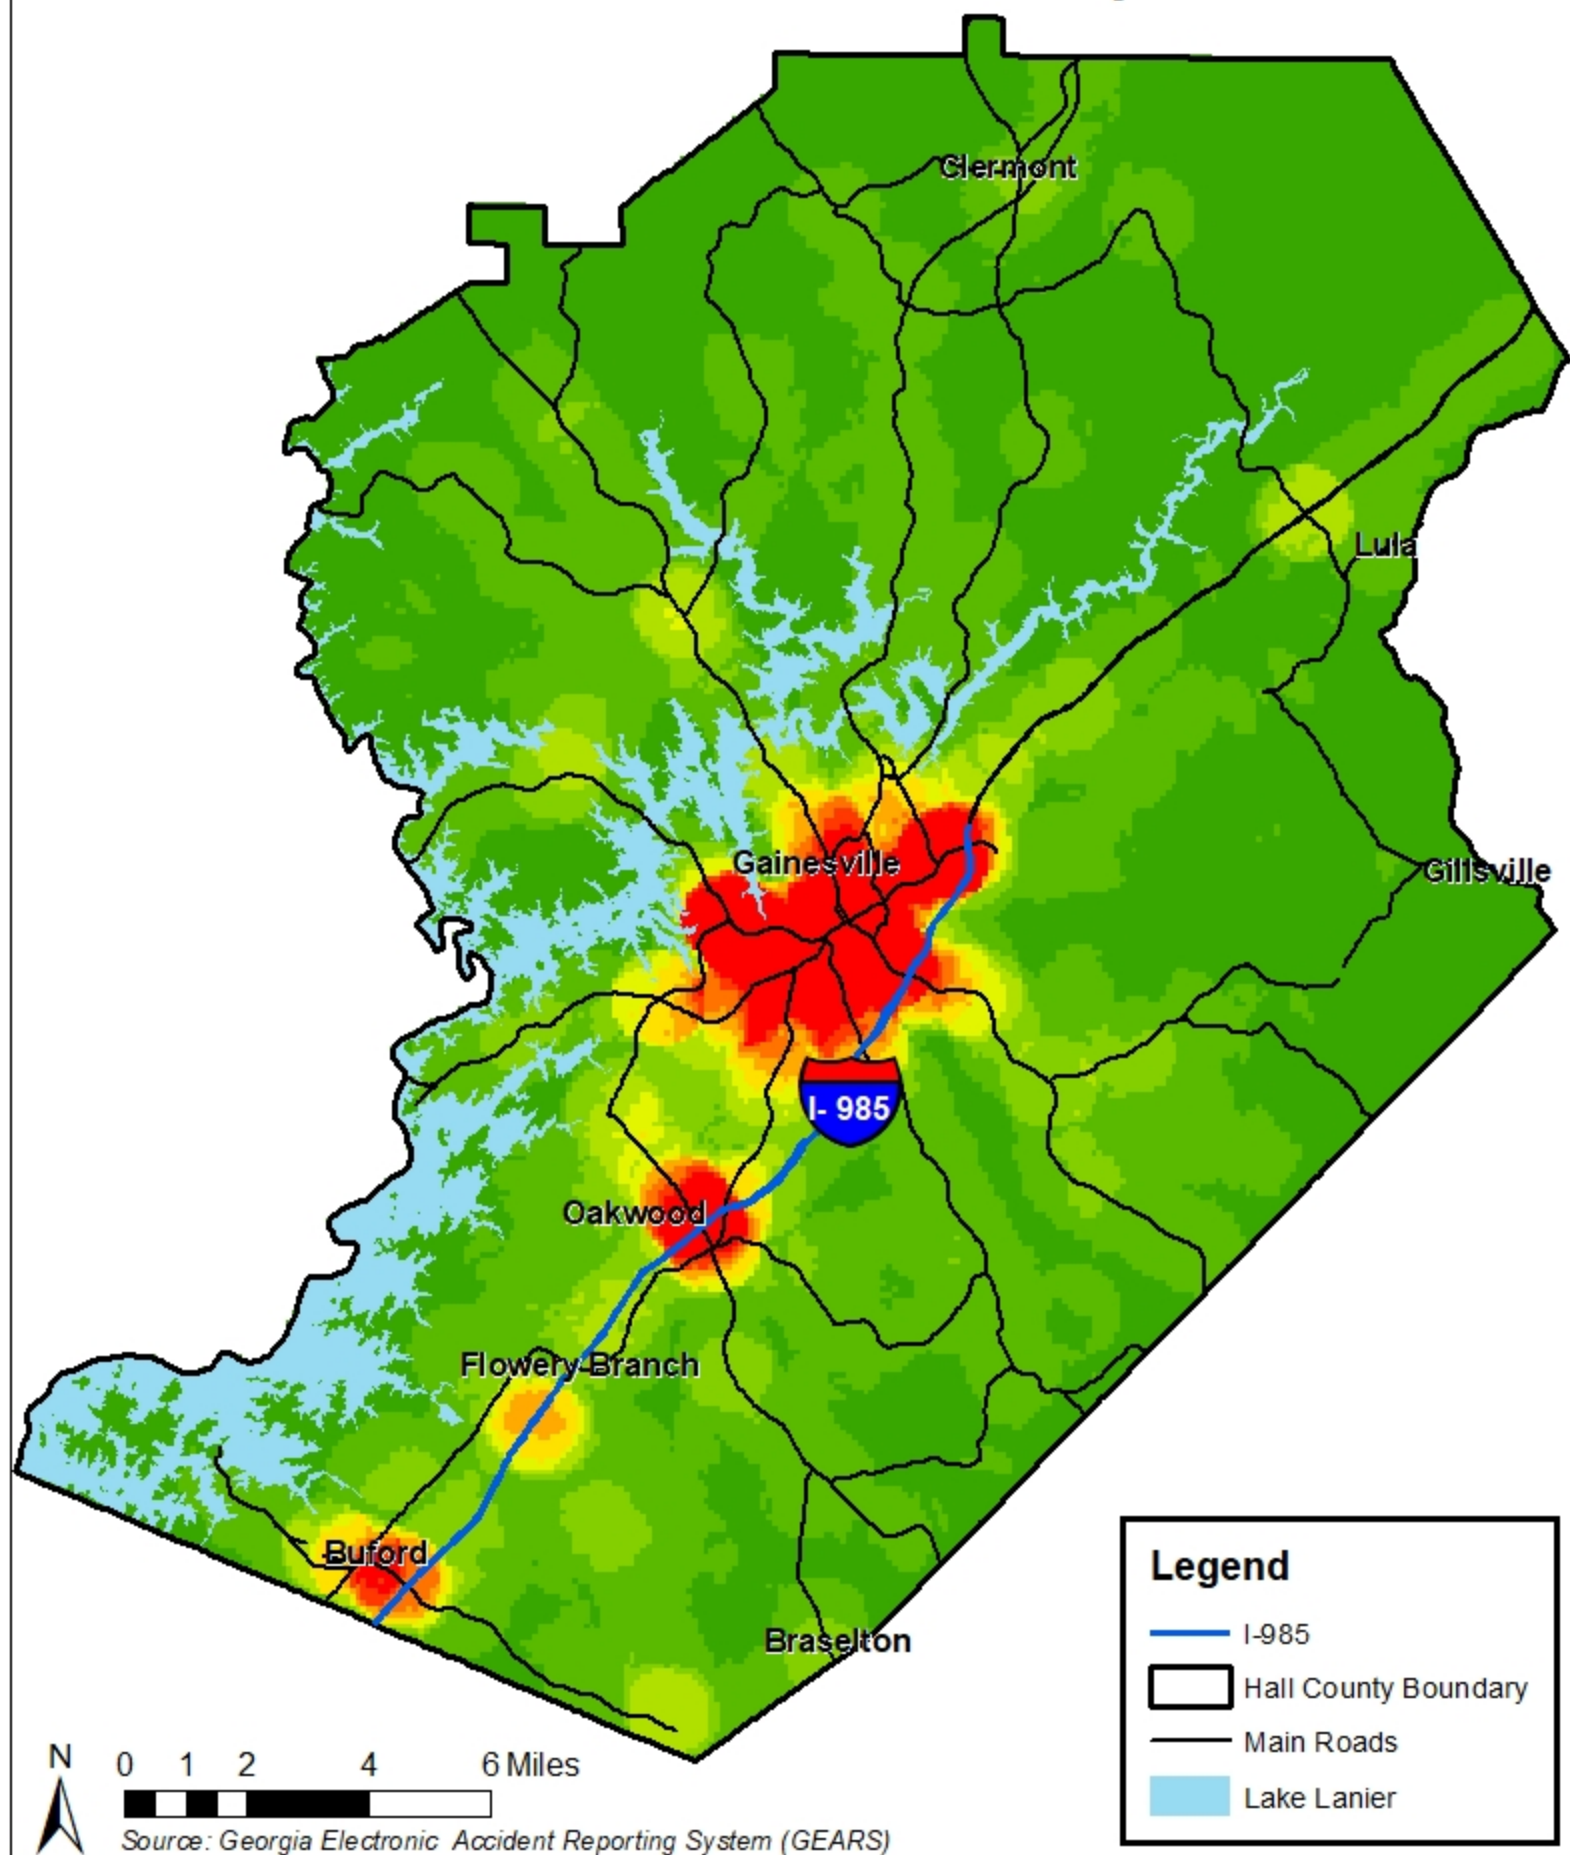 Clermont
Lula
Gainesville
Gillsville
I- 985
Oakwood
Flowery Branch
Buford
Braselton
Legend
I-985
Hall County Boundary
Main Roads
Lake Lanier
N
0 1 2 4 6 Miles
Source: Georgia Electronic Accident Reporting System (GEARS)